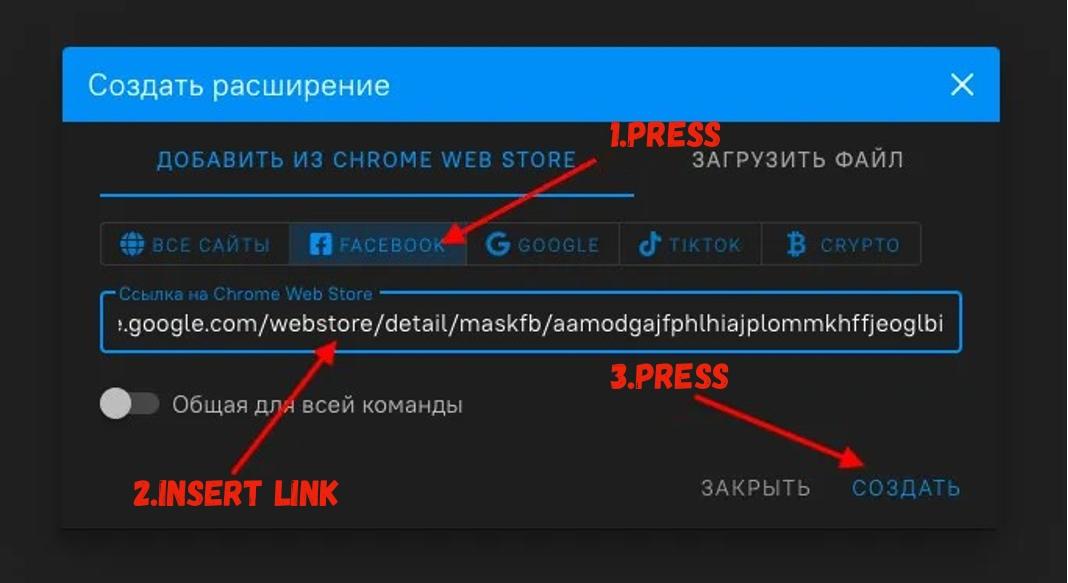 Создать расширение
1.PRESS
ДОБАВИТЬ ИЗ CHROME WEB STORE
ЗАГРУЗИТЬ ФАЙЛ
ВСЕ САЙТЫ
FACEBOOK
GOOGLE
TIKTOK
CRYPTO
Ссылка на Chrome Web Store
e.google.com/webstore/detail/maskfb/aamodgajfphlhiajplommkhffjeoglbi
3.PRESS
Общая для всей команды
2.INSERT LINK
ЗАКРЫТЬ
СОЗДАТЬ